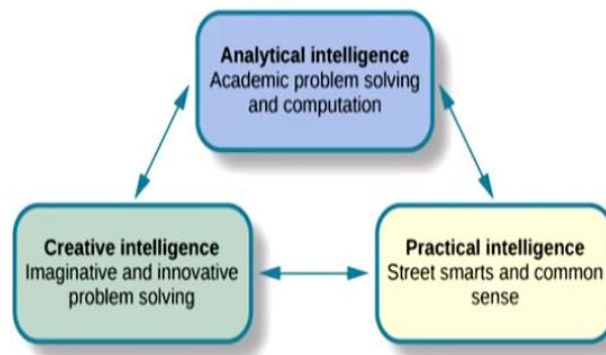 Analytical intelligence
Academic problem solving
and computation
Creative intelligence
Imaginative and innovative
problem solving
Practical intelligence
Street smarts and common
sense